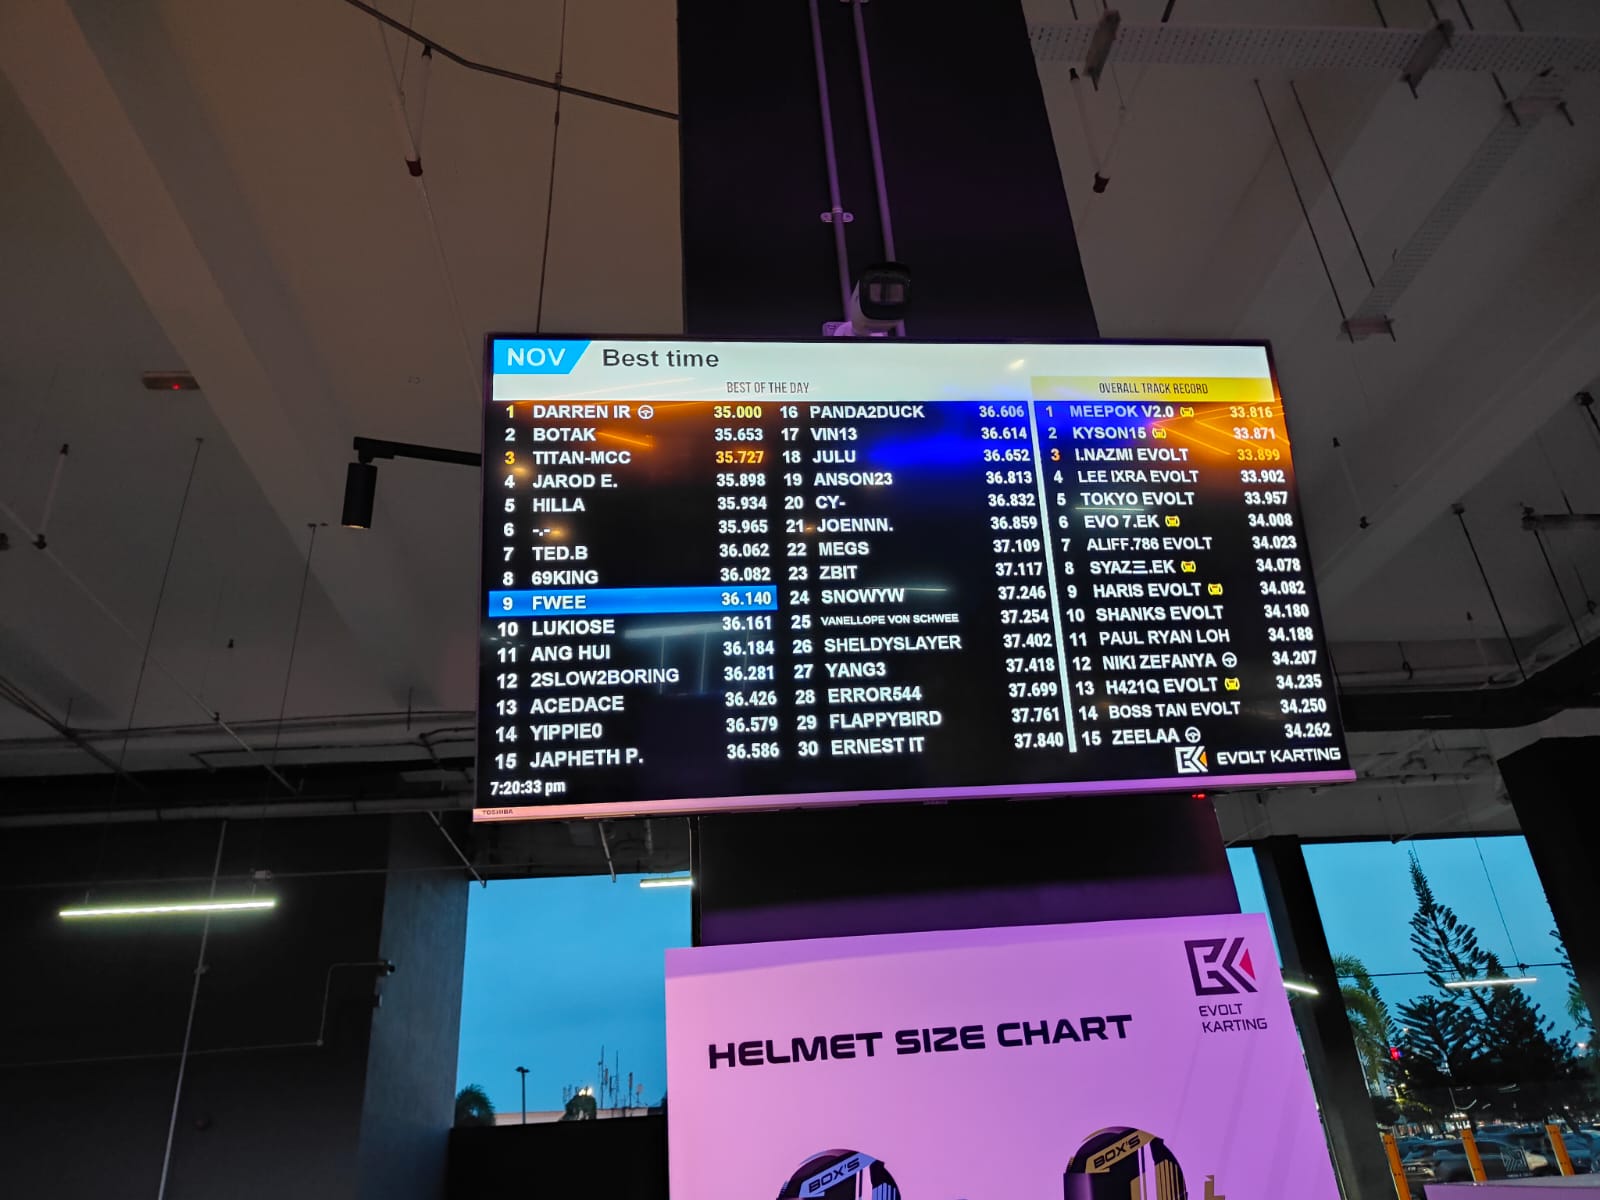 NOV Best time
BEST OF THE DAY
1 DARREN IR 35.000
2 BOTAK 35.653
3 TITAN-MCC 35.727
4 JAROD E. 35.898
5 HILLA 35.934
6 -.- 35.965
7 TED.B 36.062
8 69KING 36.082
9 FWEE 36.140
10 LUKIOSE 36.161
11 ANG HUI 36.184
12 2SLOW2BORING 36.281
13 ACEDACE 36.426
14 YIPPIE0 36.579
15 JAPHETH P. 36.586
16 PANDA2DUCK 36.606
17 VIN13 36.614
18 JULU 36.652
19 ANSON23 36.813
20 CY- 36.832
21 JOENNN. 36.859
22 MEGS 37.109
23 ZBIT 37.117
24 SNOWYW 37.246
25 VANELLOPE VON SCHWEE 37.254
26 SHELDYSLAYER 37.402
27 YANG3 37.418
28 ERROR544 37.699
29 FLAPPYBIRD 37.761
30 ERNEST IT 37.840
OVERALL TRACK RECORD
1 MEEPOK V2.0 33.816
2 KYSON15 33.871
3 I.NAZMI EVOLT 33.899
4 LEE IXRA EVOLT 33.902
5 TOKYO EVOLT 33.957
6 EVO 7.EK 34.008
7 ALIFF.786 EVOLT 34.023
8 SYAZΞ.EK 34.078
9 HARIS EVOLT 34.082
10 SHANKS EVOLT 34.180
11 PAUL RYAN LOH 34.188
12 NIKI ZEFANYA 34.207
13 H421Q EVOLT 34.235
14 BOSS TAN EVOLT 34.250
15 ZEELAA 34.262
EK EVOLT KARTING
7:20:33 pm
TOSHIBA
EK
EVOLT
KARTING
HELMET SIZE CHART
BOX'S
BOX'S